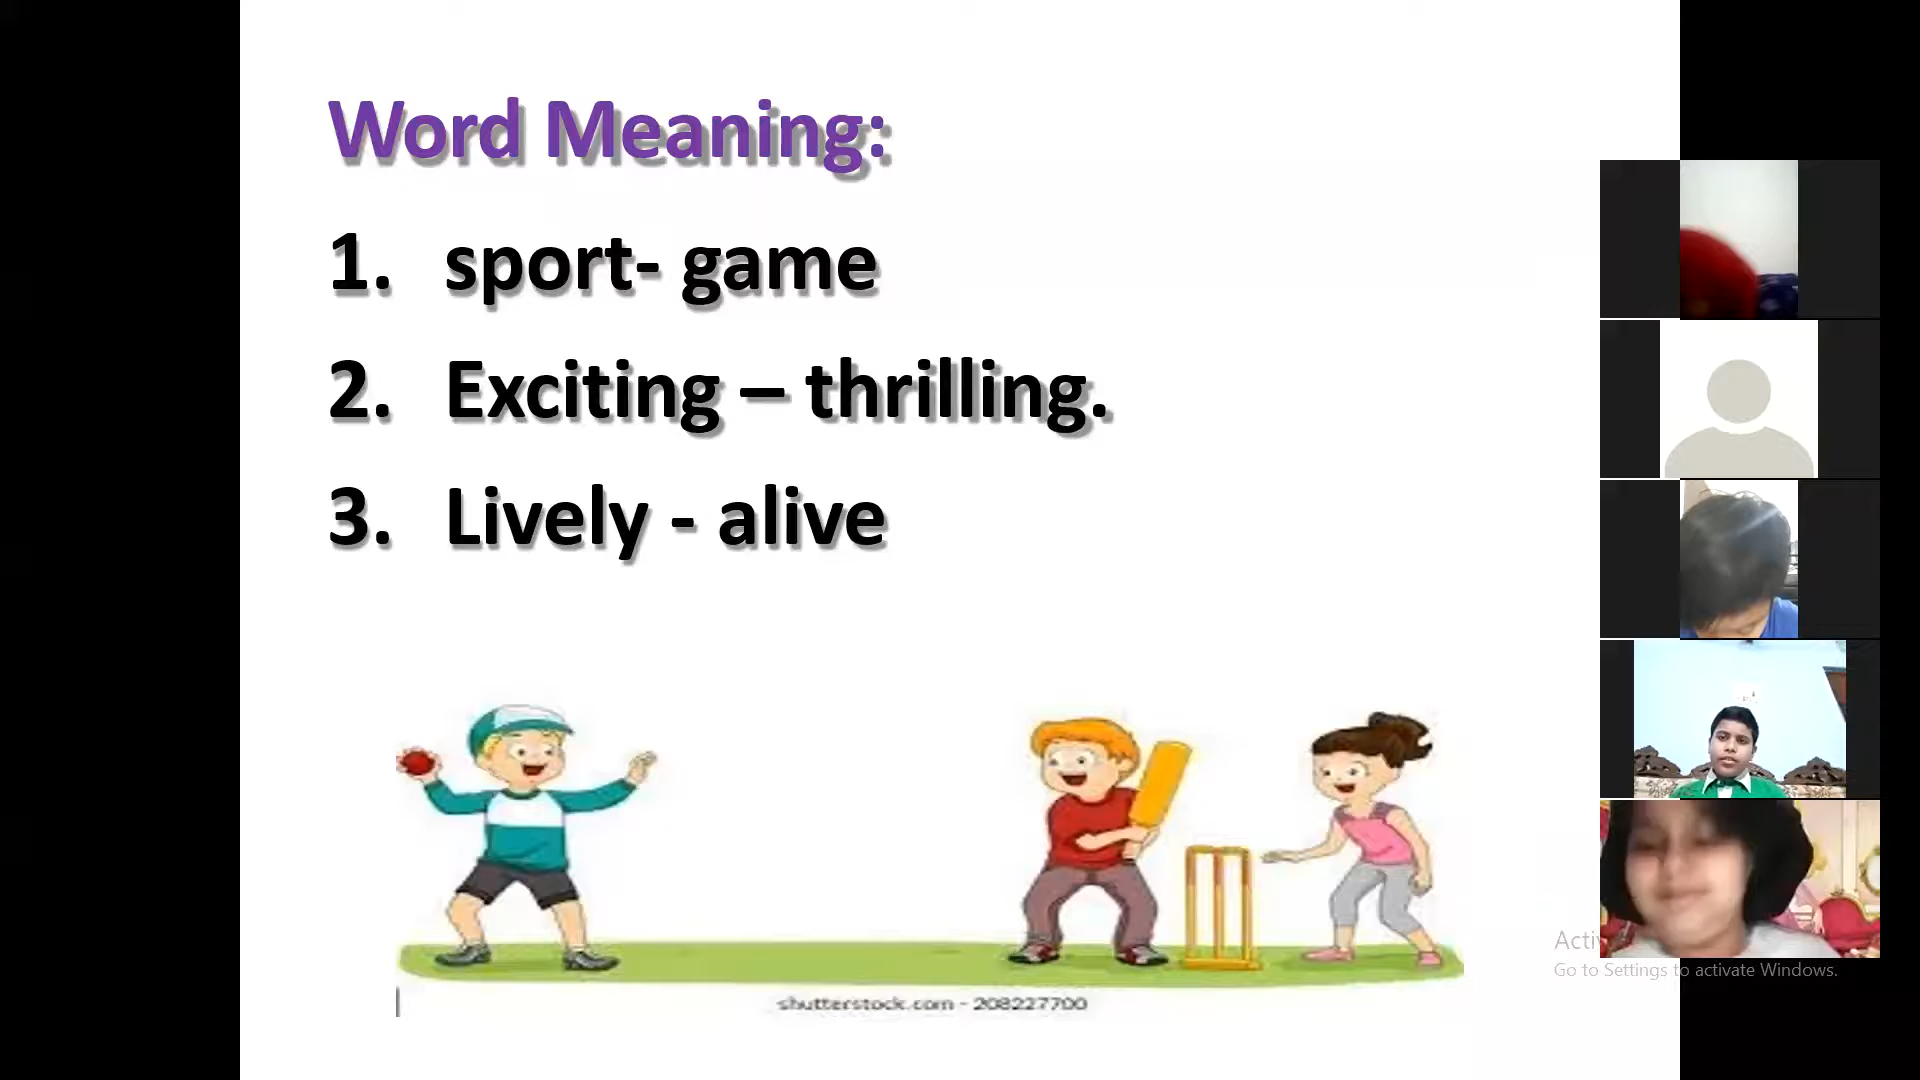 Word Meaning:
1. sport- game
2. Exciting – thrilling.
3. Lively - alive
shutterstock.com - 208227700
Go to Settings to activate Windows.